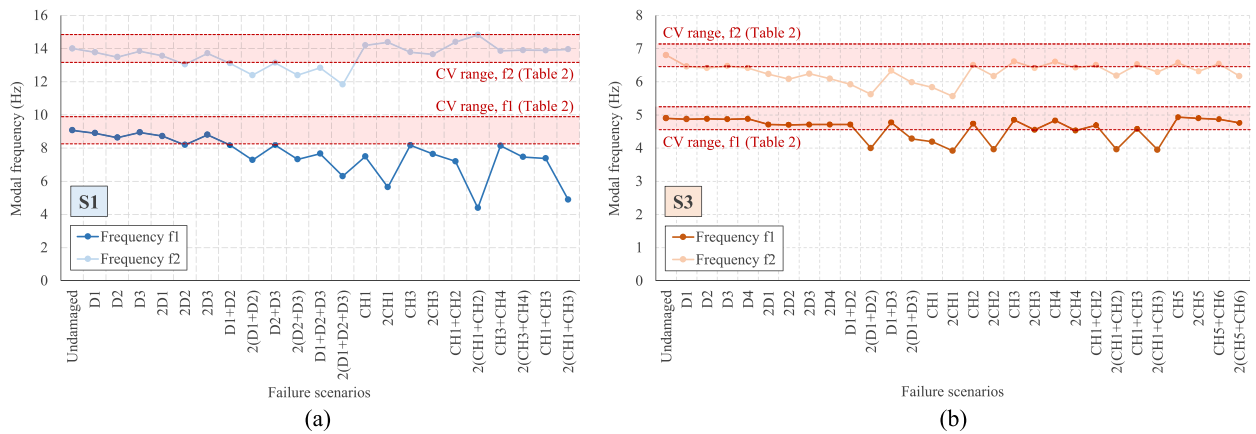 16
14
12
10
8
6
4
2
0
Modal frequency (Hz)
CV range, f2 (Table 2)
CV range, f1 (Table 2)
S1
Frequency f1
Frequency f2
Undamaged
D1
D2
D3
2D1
2D2
2D3
D1+D2
2(D1+D2)
D2+D3
2(D2+D3)
D1+D2+D3
2(D1+D2+D3)
CH1
2CH1
CH3
2CH3
CH1+CH2
2(CH1+CH2)
CH3+CH4
2(CH3+CH4)
CH1+CH3
2(CH1+CH3)
Failure scenarios
(a)
8
7
6
5
4
3
2
1
0
Modal frequency (Hz)
CV range, f2 (Table 2)
CV range, f1 (Table 2)
S3
Frequency f1
Frequency f2
Undamaged
D1
D2
D3
D4
2D1
2D2
2D3
2D4
D1+D2
2(D1+D2)
D1+D3
2(D1+D3)
CH1
2CH1
CH2
2CH2
CH3
2CH3
CH4
2CH4
CH1+CH2
2(CH1+CH2)
CH1+CH3
2(CH1+CH3)
CH5
2CH5
CH5+CH6
2(CH5+CH6)
Failure scenarios
(b)